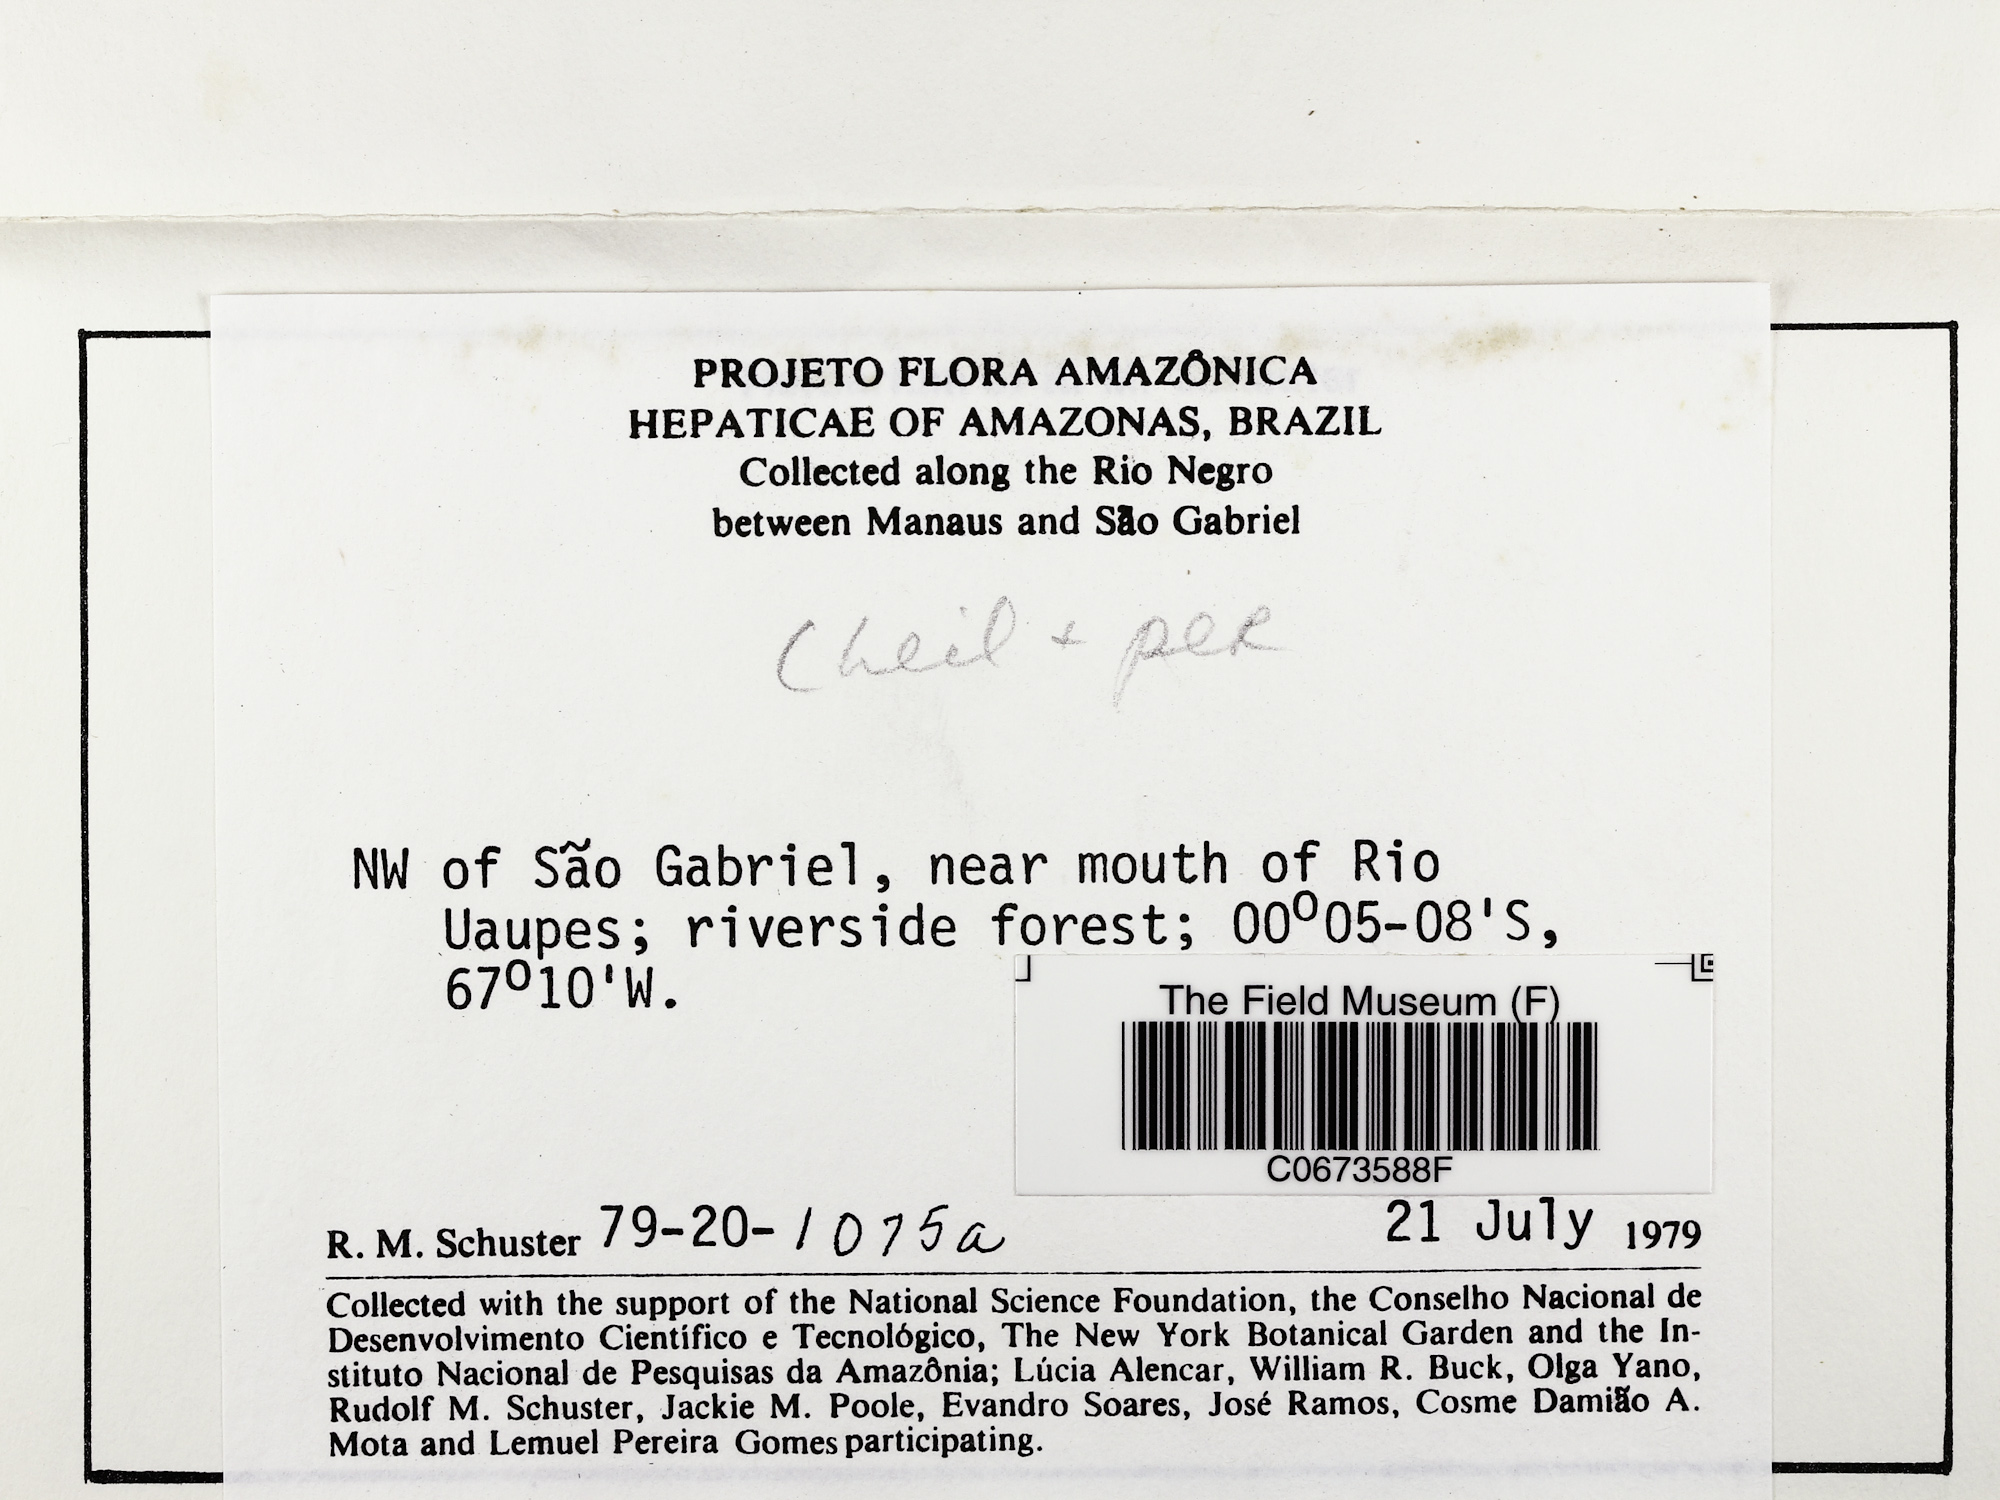 PROJETO FLORA AMAZÔNICA
HEPATICAE OF AMAZONAS, BRAZIL
Collected along the Rio Negro
between Manaus and São Gabriel
Cheil + per
NW of São Gabriel, near mouth of Rio
Uaupes; riverside forest; 00°05-08'S,
67°10'W.
The Field Museum (F)
C0673588F
R. M. Schuster 79-20-1075a 21 July 1979
Collected with the support of the National Science Foundation, the Conselho Nacional de
Desenvolvimento Científico e Tecnológico, The New York Botanical Garden and the In-
stituto Nacional de Pesquisas da Amazônia; Lúcia Alencar, William R. Buck, Olga Yano,
Rudolf M. Schuster, Jackie M. Poole, Evandro Soares, José Ramos, Cosme Damião A.
Mota and Lemuel Pereira Gomes participating.